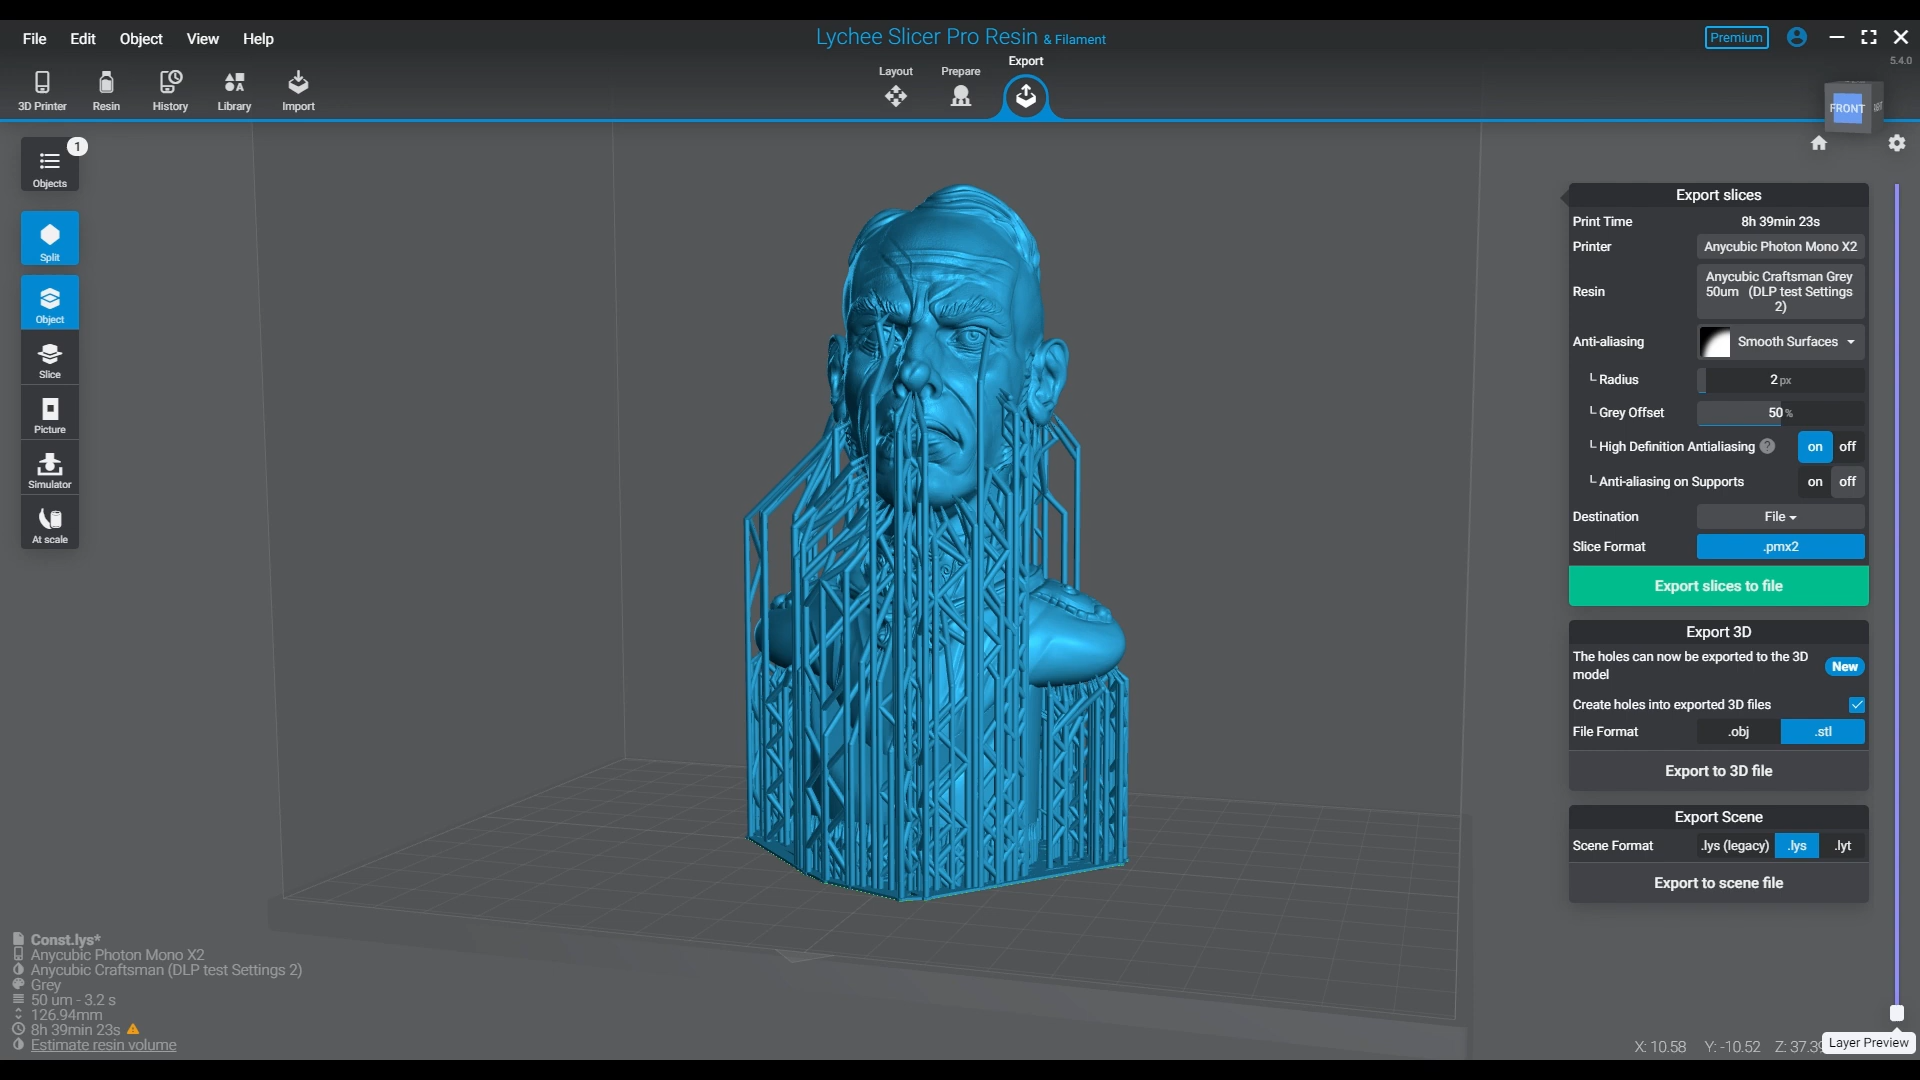 File Edit Object View Help
Lychee Slicer Pro Resin & Filament
Premium
5.4.0
3D Printer Resin History Library Import
Layout Prepare Export
FRONT
1
Objects
Split
Object
Slice
Picture
Simulator
At scale
Export slices
Print Time 8h 39min 23s
Printer Anycubic Photon Mono X2
Resin Anycubic Craftsman Grey
50um (DLP test Settings
2)
Anti-aliasing Smooth Surfaces
Radius 2 px
Grey Offset 50 %
High Definition Antialiasing ? on off
Anti-aliasing on Supports on off
Destination File
Slice Format .pmx2
Export slices to file
Export 3D
The holes can now be exported to the 3D
model
New
Create holes into exported 3D files
File Format .obj .stl
Export to 3D file
Export Scene
Scene Format .lys (legacy) .lys .lyt
Export to scene file
Const.lys*
Anycubic Photon Mono X2
Anycubic Craftsman (DLP test Settings 2)
Grey
50 um - 3.2 s
126.94mm
8h 39min 23s
Estimate resin volume
X: 10.58 Y: -10.52 Z: 37.39
Layer Preview